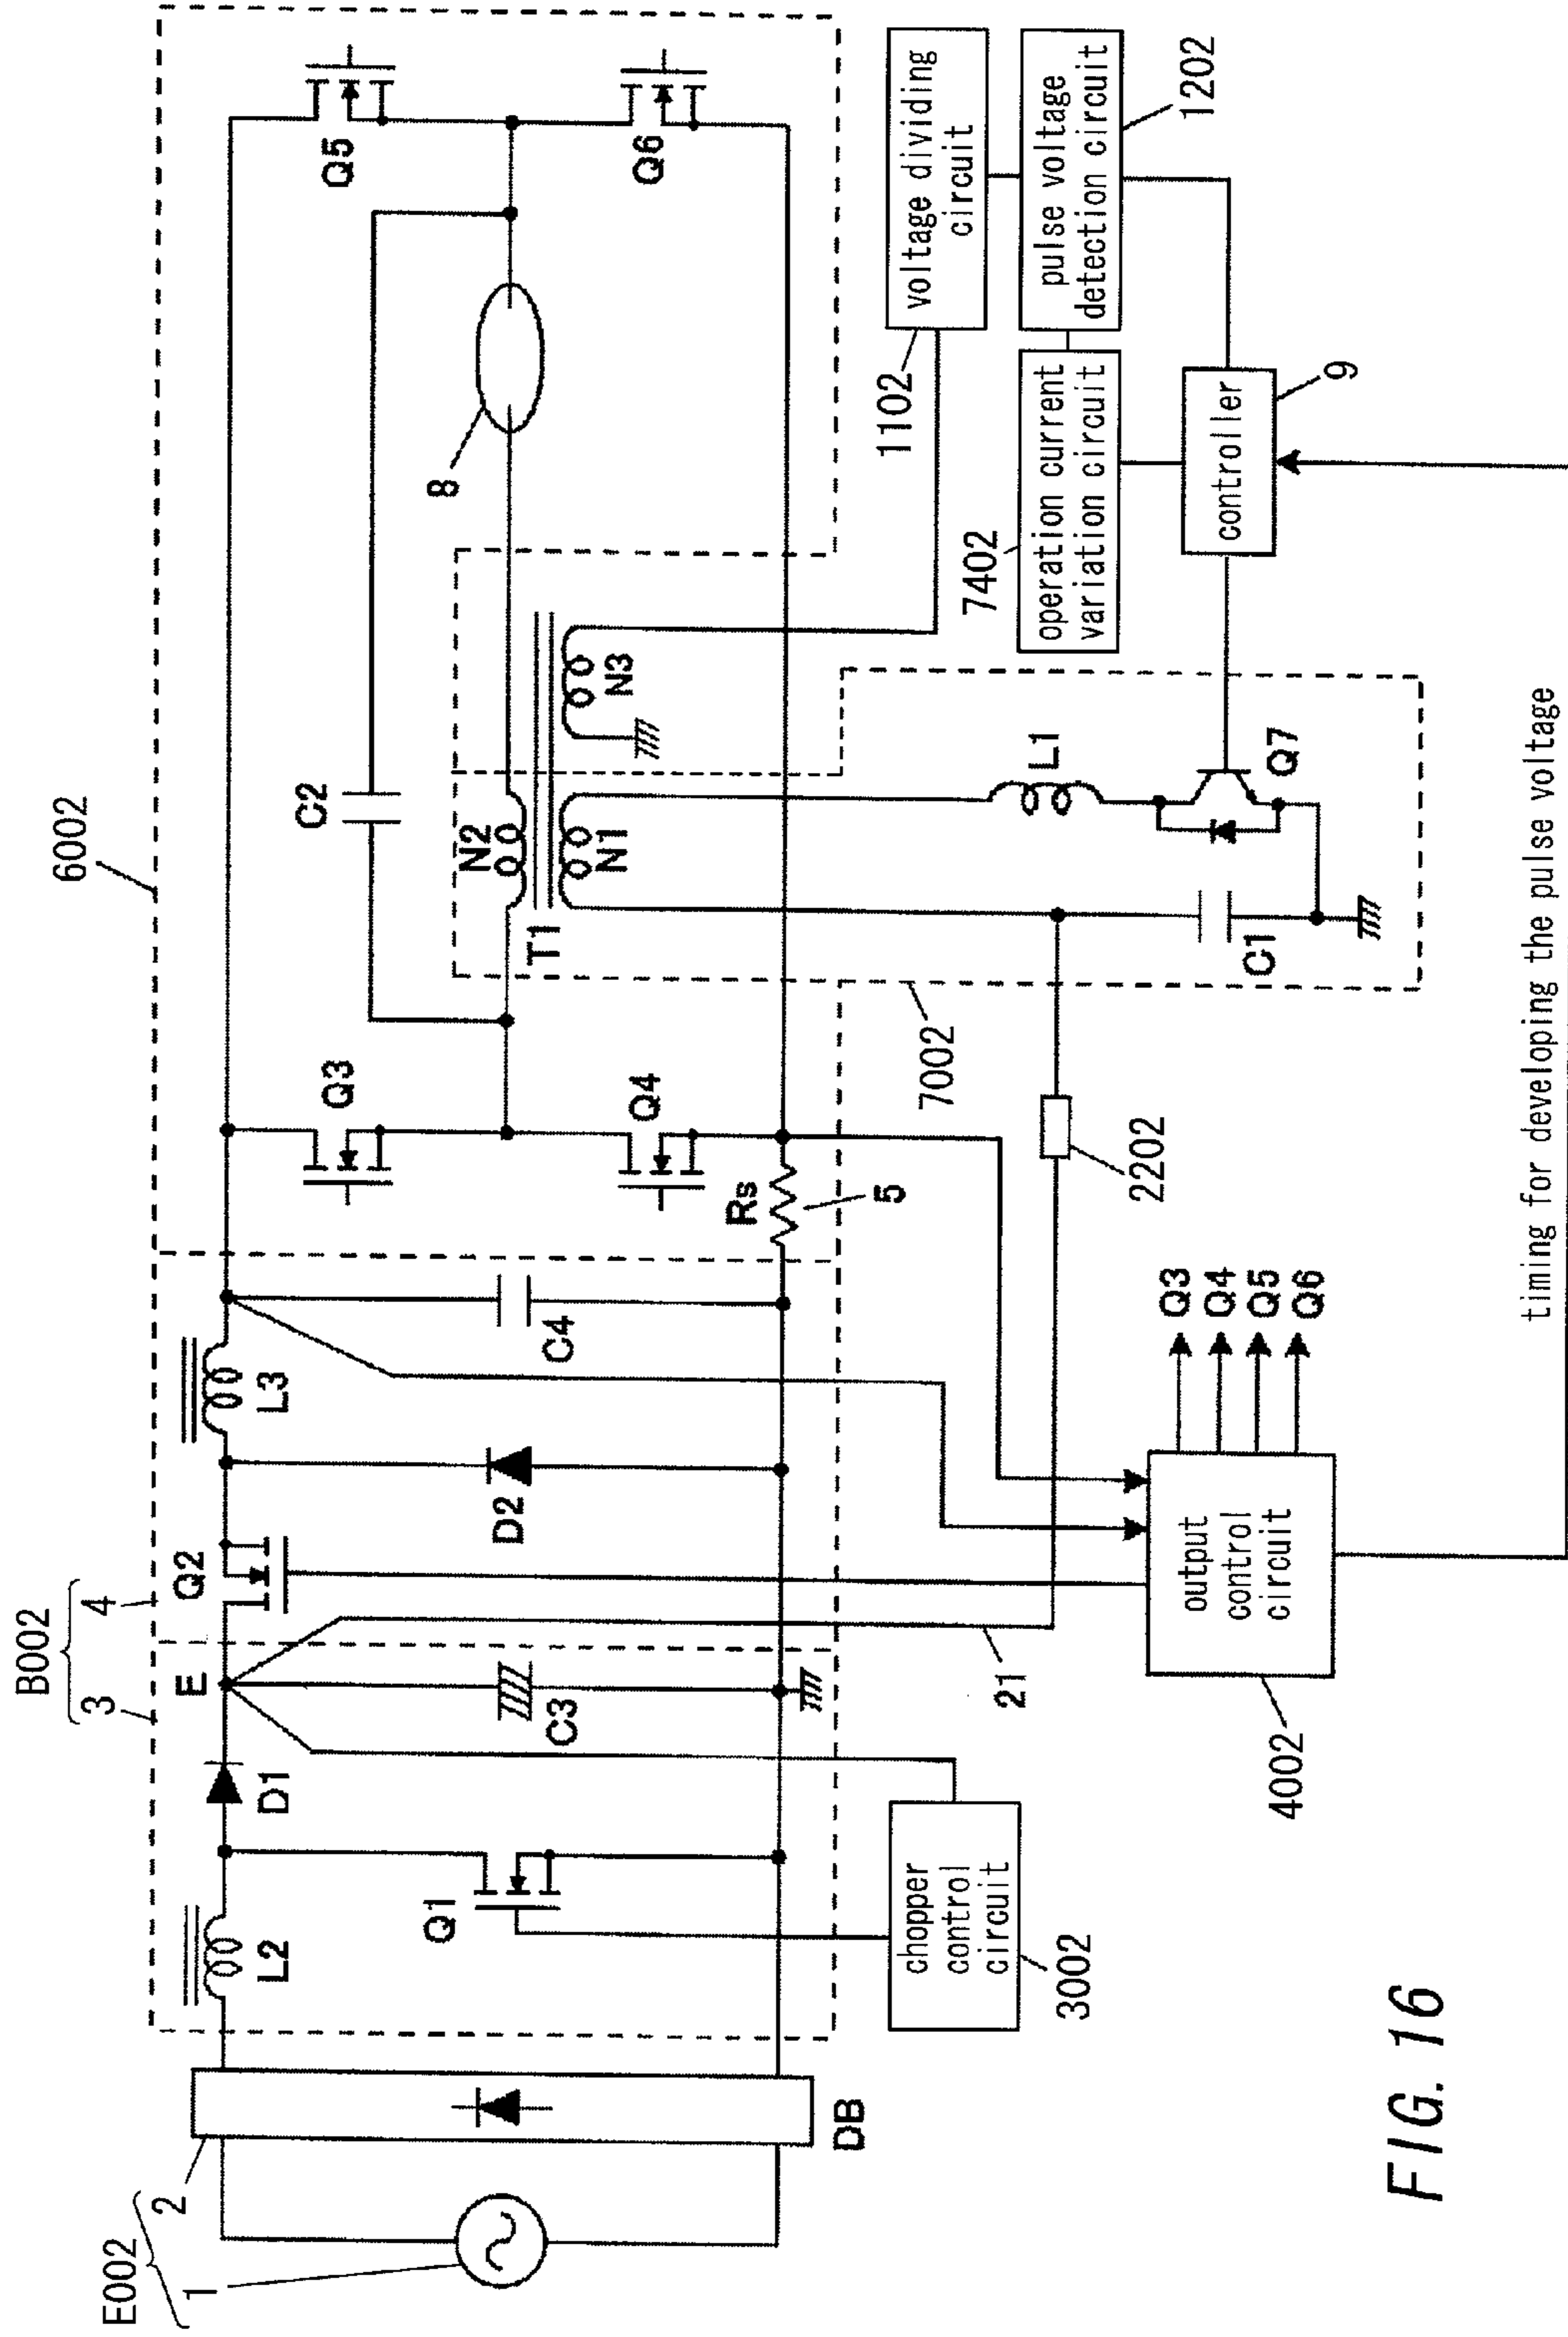 E002
1
2
DB
B002
3
4
L2
D1
E
Q2
L3
Q1
C3
D2
C4
6002
C2
Q3
Q4
Rs
5
T1
N2
N1
N3
8
Q5
Q6
7002
L1
C1
Q7
21
2202
chopper
control
circuit
3002
output
control
circuit
4002
Q3
Q4
Q5
Q6
voltage dividing
circuit
1102
pulse voltage
detection circuit
1202
operation current
variation circuit
7402
controller
9
timing for developing the pulse voltage
FIG. 16